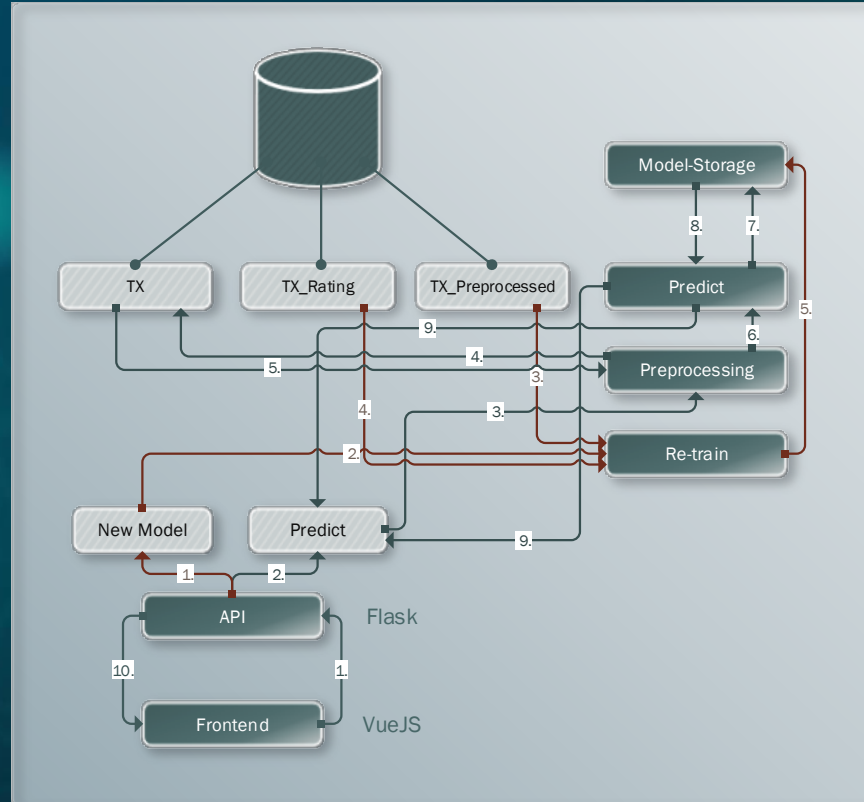 Model-Storage
8.
7.
TX
TX_Rating
TX_Preprocessed
Predict
5.
9.
6.
4.
5.
Preprocessing
3.
4.
3.
2.
Re-train
New Model
Predict
9.
1.
2.
API
Flask
10.
1.
Frontend
VueJS